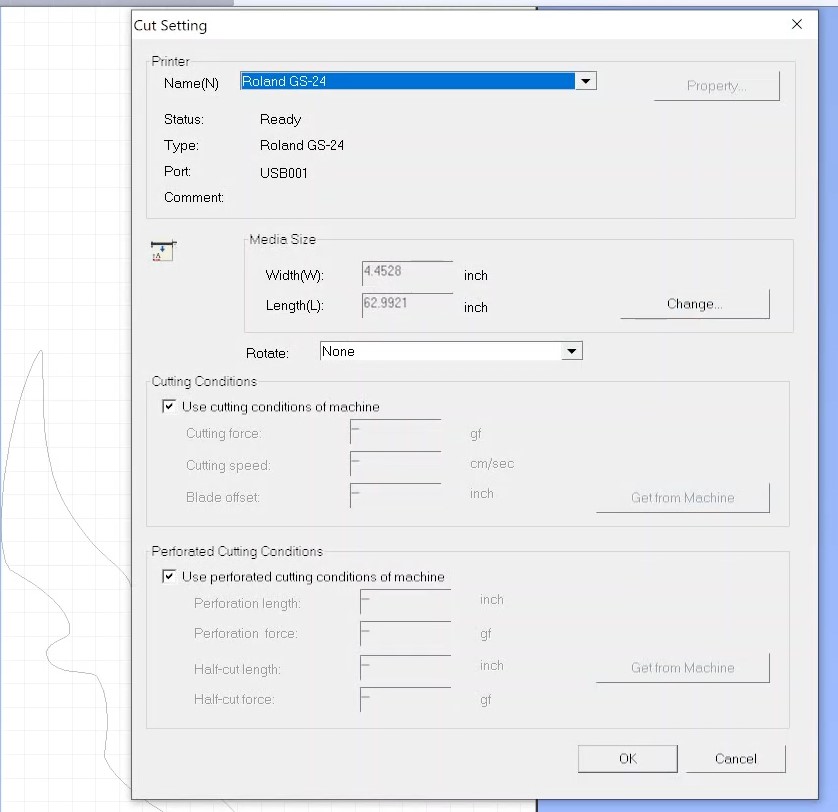 Cut Setting
Printer
Name(N) Roland GS-24 Property...
Status: Ready
Type: Roland GS-24
Port: USB001
Comment:
Media Size
Width(W): 4.4528 inch
Length(L): 62.9921 inch Change...
Rotate: None
Cutting Conditions
Use cutting conditions of machine
Cutting force: – gf
Cutting speed: – cm/sec
Blade offset: – inch Get from Machine
Perforated Cutting Conditions
Use perforated cutting conditions of machine
Perforation length: – inch
Perforation force: – gf
Half-cut length: – inch Get from Machine
Half-cut force: – gf
OK Cancel